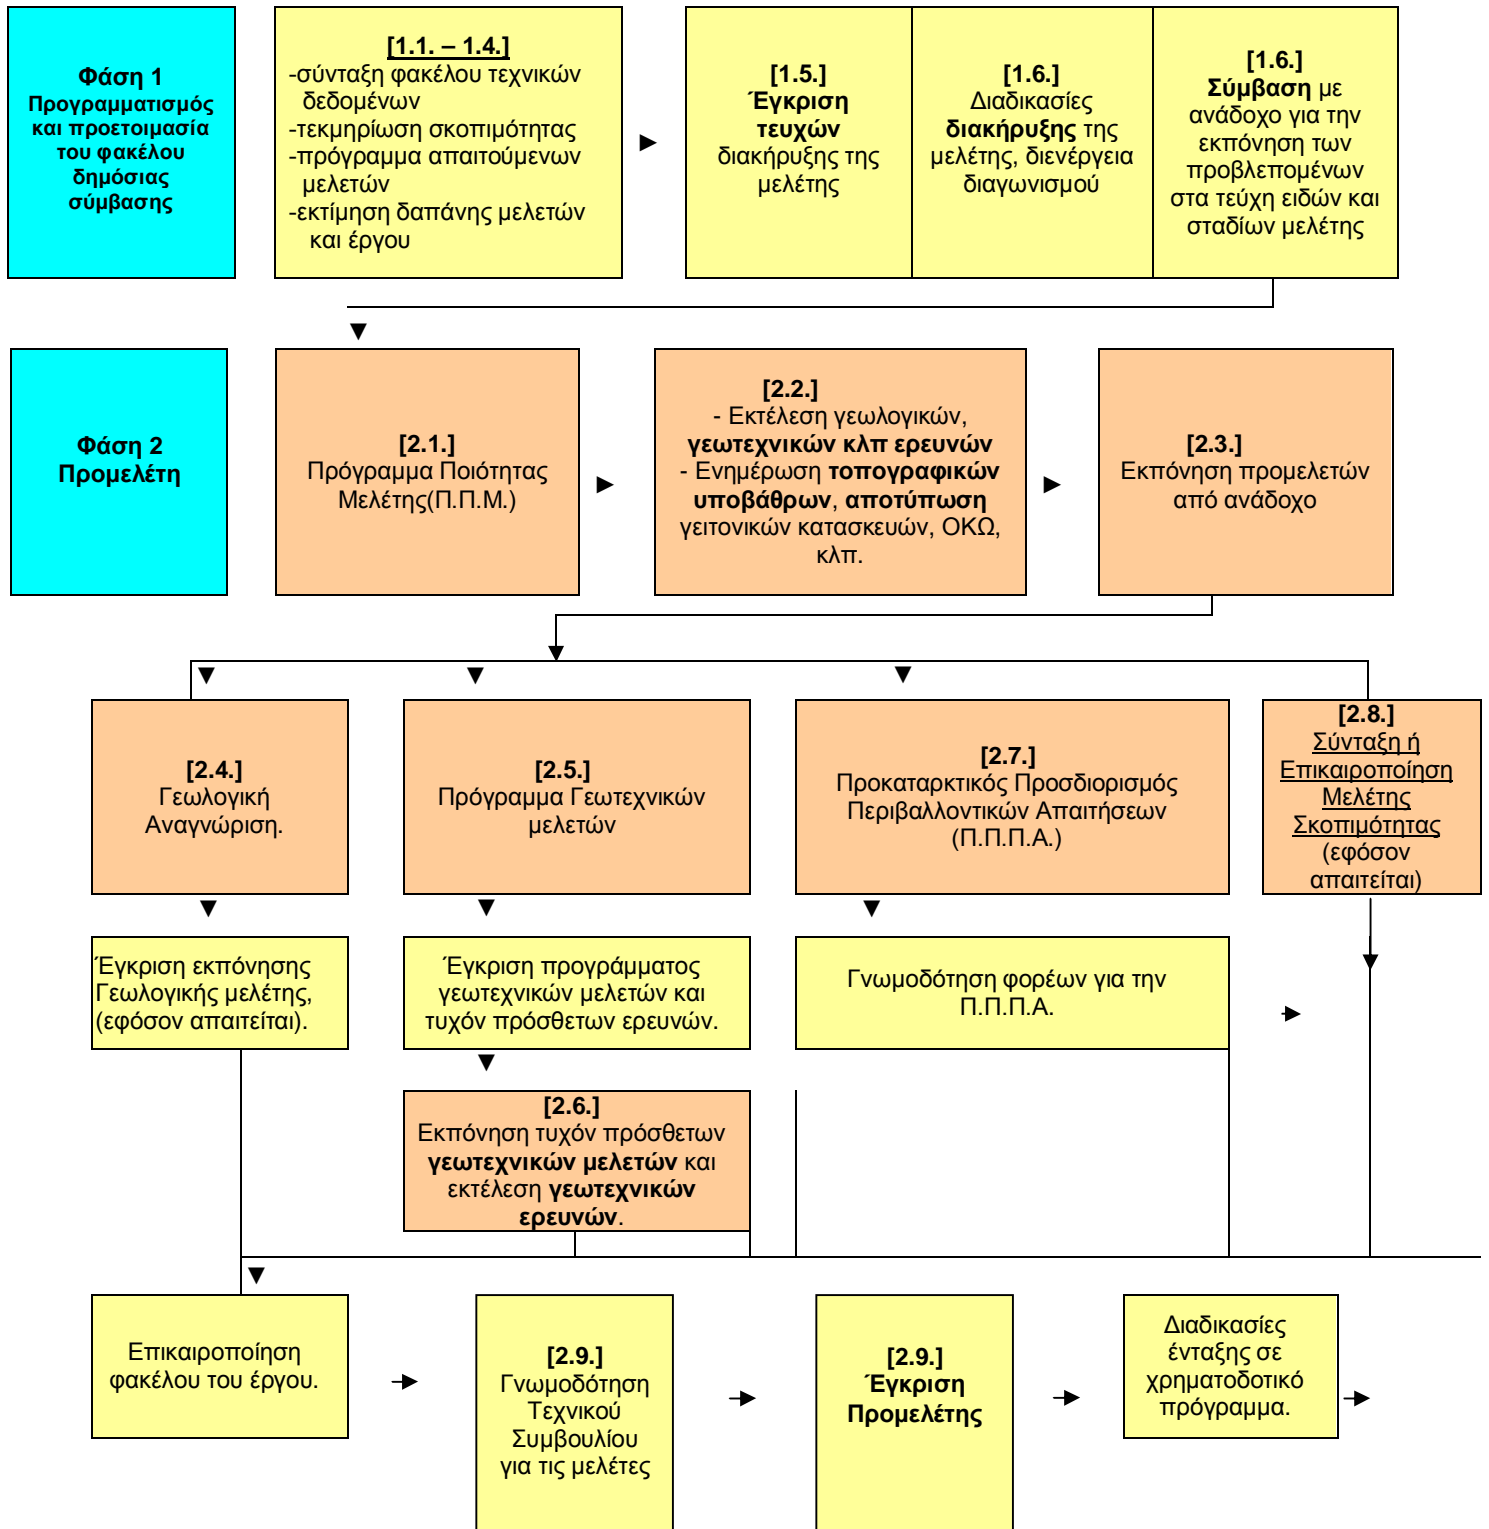 Φάση 1
Προγραμματισμός
και προετοιμασία
του φακέλου
δημόσιας
σύμβασης
[1.1. – 1.4.]
-σύνταξη φακέλου τεχνικών
δεδομένων
-τεκμηρίωση σκοπιμότητας
-πρόγραμμα απαιτούμενων
μελετών
-εκτίμηση δαπάνης μελετών
και έργου
[1.5.]
Έγκριση
τευχών
διακήρυξης της
μελέτης
[1.6.]
Διαδικασίες
διακήρυξης της
μελέτης, διενέργεια
διαγωνισμού
[1.6.]
Σύμβαση με
ανάδοχο για την
εκπόνηση των
προβλεπομένων
στα τεύχη ειδών και
σταδίων μελέτης
Φάση 2
Προμελέτη
[2.1.]
Πρόγραμμα Ποιότητας
Μελέτης(Π.Π.Μ.)
[2.2.]
- Εκτέλεση γεωλογικών,
γεωτεχνικών κλπ ερευνών
- Ενημέρωση τοπογραφικών
υποβάθρων, αποτύπωση
γειτονικών κατασκευών, ΟΚΩ,
κλπ.
[2.3.]
Εκπόνηση προμελετών
από ανάδοχο
[2.4.]
Γεωλογική
Αναγνώριση.
[2.5.]
Πρόγραμμα Γεωτεχνικών
μελετών
[2.7.]
Προκαταρκτικός Προσδιορισμός
Περιβαλλοντικών Απαιτήσεων
(Π.Π.Π.Α.)
[2.8.]
Σύνταξη ή
Επικαιροποίηση
Μελέτης
Σκοπιμότητας
(εφόσον
απαιτείται)
Έγκριση εκπόνησης
Γεωλογικής μελέτης,
(εφόσον απαιτείται).
Έγκριση προγράμματος
γεωτεχνικών μελετών και
τυχόν πρόσθετων ερευνών.
Γνωμοδότηση φορέων για την
Π.Π.Π.Α.
[2.6.]
Εκπόνηση τυχόν πρόσθετων
γεωτεχνικών μελετών και
εκτέλεση γεωτεχνικών
ερευνών.
Επικαιροποίηση
φακέλου του έργου.
[2.9.]
Γνωμοδότηση
Τεχνικού
Συμβουλίου
για τις μελέτες
[2.9.]
Έγκριση
Προμελέτης
Διαδικασίες
ένταξης σε
χρηματοδοτικό
πρόγραμμα.